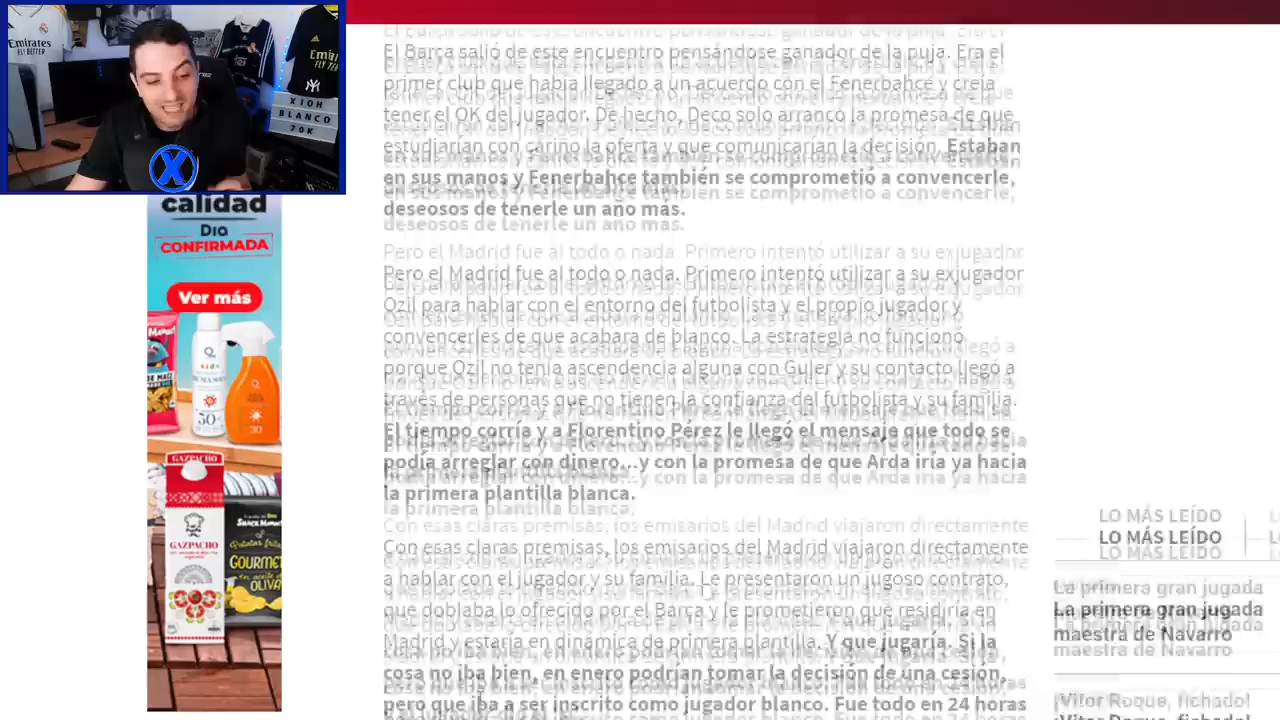 Emirates
FLY BETTER
XIOH
BLANCO
70K
X
calidad
Dia
CONFIRMADA
Ver más
GAZPACHO
GAZPACHO
GOURMET
OLIVA
30
El Barça salió de este encuentro pensándose ganador de la puja. Era el
primer club que había llegado a un acuerdo con el Fenerbahce y creía
tener el OK del jugador. De hecho, Deco solo arrancó la promesa de que
estudiarían con cariño la oferta y que comunicarían la decisión. Estaban
en sus manos y Fenerbahçe también se comprometió a convencerle,
deseosos de tenerle un año más.
Pero el Madrid fue al todo o nada. Primero intentó utilizar a su exjugador
Ozil para hablar con el entorno del futbolista y el propio jugador y
convencerles de que acabara de blanco. La estrategia no funcionó
porque Ozil no tenía ascendencia alguna con Guler y su contacto llegó a
través de personas que no tienen la confianza del futbolista y su familia.
El tiempo corría y a Florentino Pérez le llegó el mensaje que todo se
podía arreglar con dinero...y con la promesa de que Arda iría ya hacia
la primera plantilla blanca.
Con esas claras premisas, los emisarios del Madrid viajaron directamente
a hablar con el jugador y su familia. Le presentaron un jugoso contrato,
que doblaba lo ofrecido por el Barça y le prometieron que residiría en
Madrid y estaría en dinámica de primera plantilla. Y que jugaría. Si la
cosa no iba bien, en enero podrían tomar la decisión de una cesión,
pero que iba a ser inscrito como jugador blanco. Fue todo en 24 horas
LO MÁS LEÍDO
La primera gran jugada
maestra de Navarro
¡Vitor Roque, fichado!